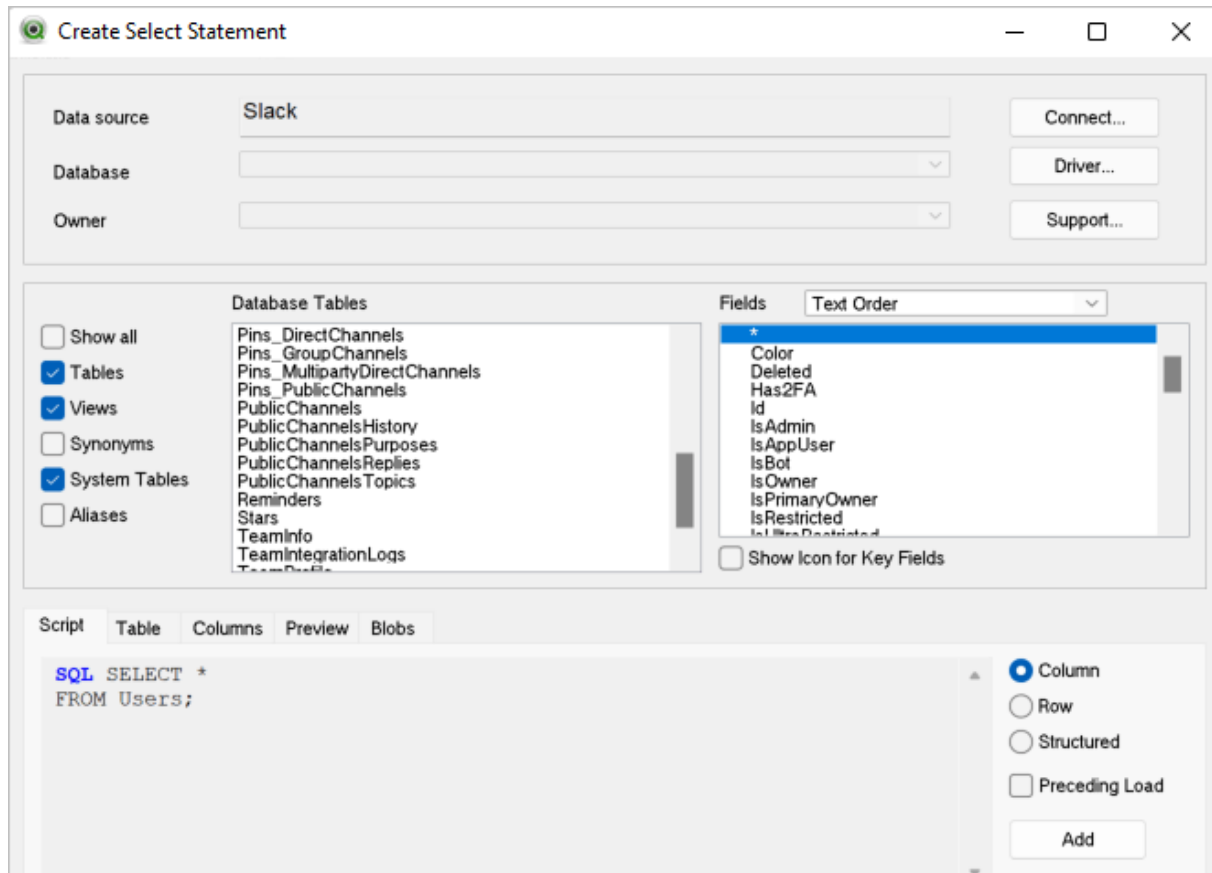 Create Select Statement
Data source
Slack
Connect...
Database
Driver...
Owner
Support...
Database Tables
Fields
Text Order
Show all
Tables
Views
Synonyms
System Tables
Aliases
Pins_DirectChannels
Pins_GroupChannels
Pins_MultipartyDirectChannels
Pins_PublicChannels
PublicChannels
PublicChannelsHistory
PublicChannelsPurposes
PublicChannelsReplies
PublicChannelsTopics
Reminders
Stars
TeamInfo
TeamIntegrationLogs
TeamProfile
*
Color
Deleted
Has2FA
Id
IsAdmin
IsAppUser
IsBot
IsOwner
IsPrimaryOwner
IsRestricted
IsUltraRestricted
Show Icon for Key Fields
Script
Table
Columns
Preview
Blobs
SQL SELECT *
FROM Users;
Column
Row
Structured
Preceding Load
Add